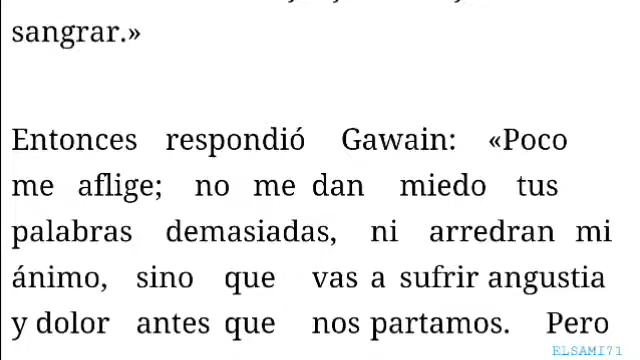 sangrar.»
Entonces respondió Gawain: «Poco
me aflige; no me dan miedo tus
palabras demasiadas, ni arredran mi
ánimo, sino que vas a sufrir angustia
y dolor antes que nos partamos. Pero
ELSAMI71